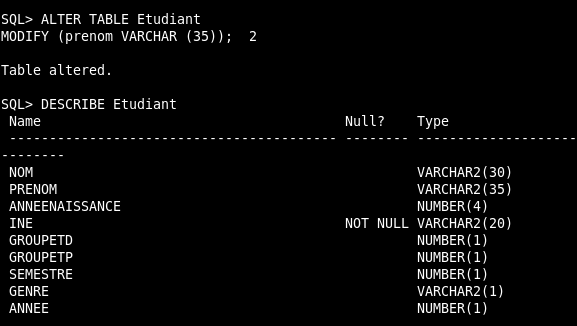 SQL> ALTER TABLE Etudiant
MODIFY (prenom VARCHAR (35));  2
Table altered.
SQL> DESCRIBE Etudiant
 Name                                      Null?    Type
 ----------------------------------------- -------- --------------------
--------
 NOM                                                VARCHAR2(30)
 PRENOM                                             VARCHAR2(35)
 ANNEENAISSANCE                                     NUMBER(4)
 INE                                       NOT NULL VARCHAR2(20)
 GROUPETD                                           NUMBER(1)
 GROUPETP                                           NUMBER(1)
 SEMESTRE                                           NUMBER(1)
 GENRE                                              VARCHAR2(1)
 ANNEE                                              NUMBER(1)